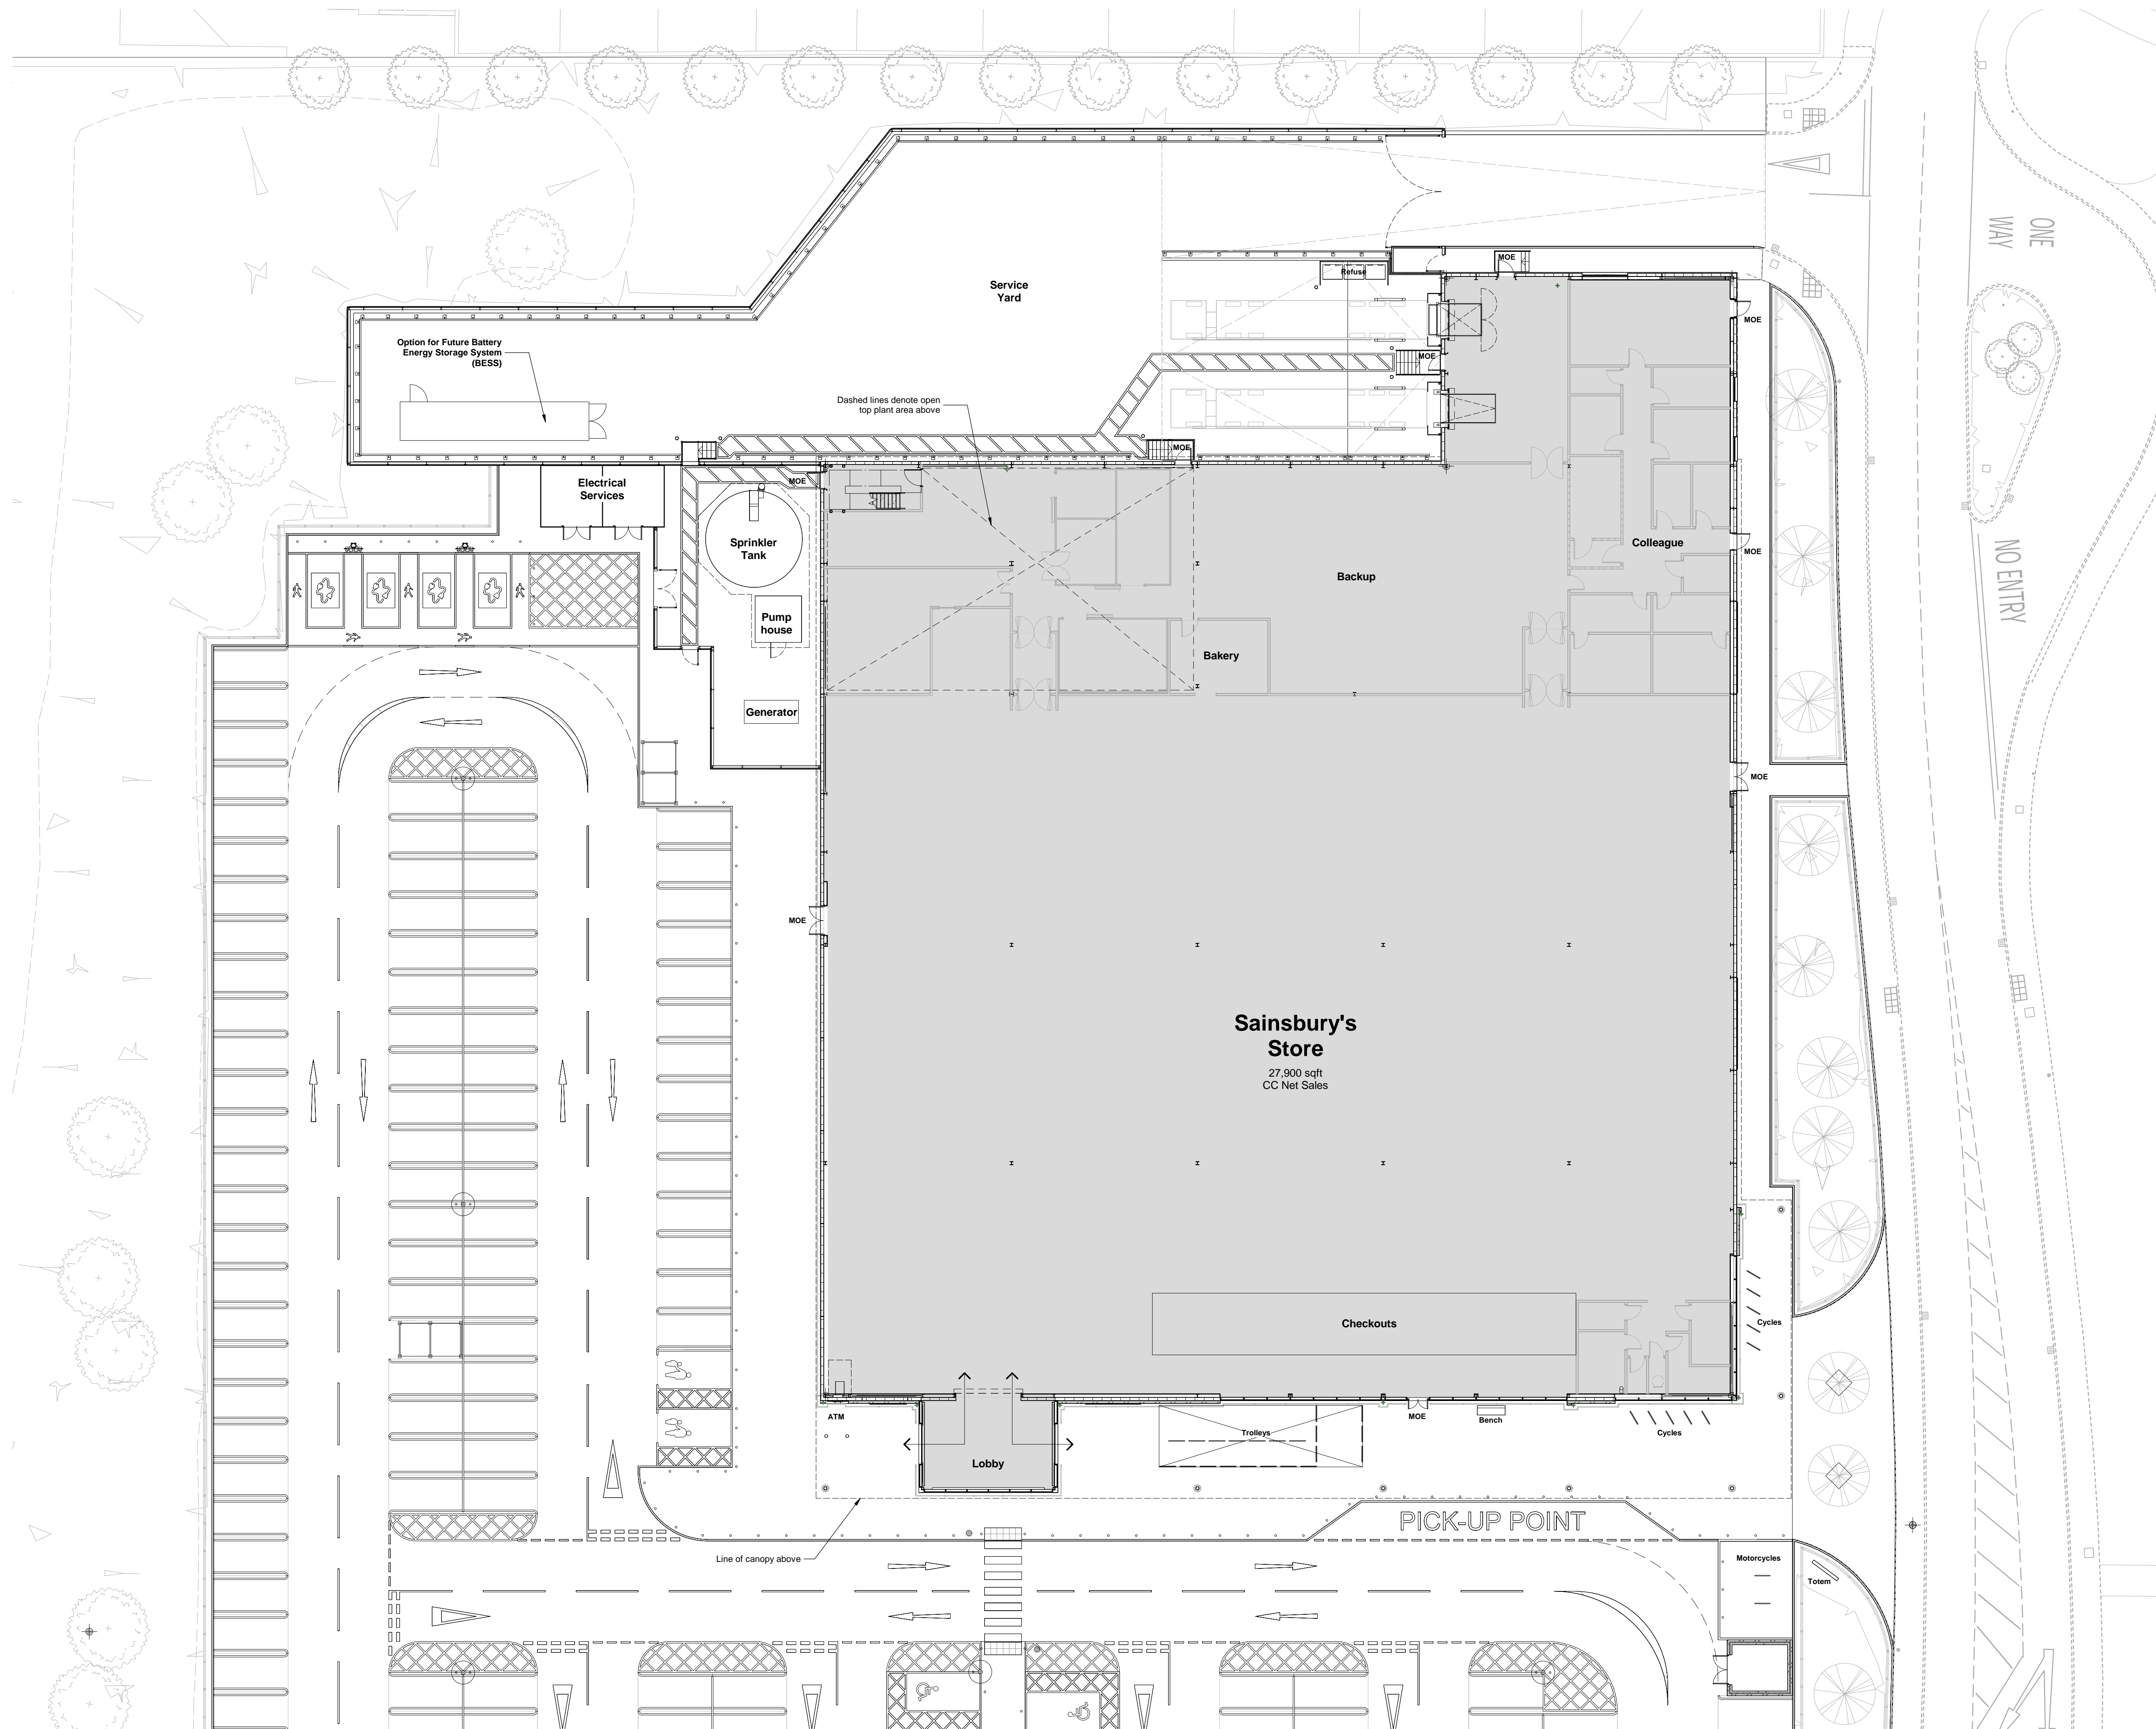 ONE
WAY
Service
Yard
Refuse
MOE
MOE
Option for Future Battery
Energy Storage System
(BESS)
MOE
Dashed lines denote open
top plant area above
MOE
MOE
Electrical
Services
Sprinkler
Tank
Colleague
MOE
NO ENTRY
Backup
Pump
house
Bakery
Generator
MOE
MOE
Sainsbury's
Store
27,900 sqft
CC Net Sales
Checkouts
Cycles
ATM
MOE
Bench
Trolleys
Cycles
Lobby
PICK-UP POINT
Line of canopy above
Motorcycles
Totem